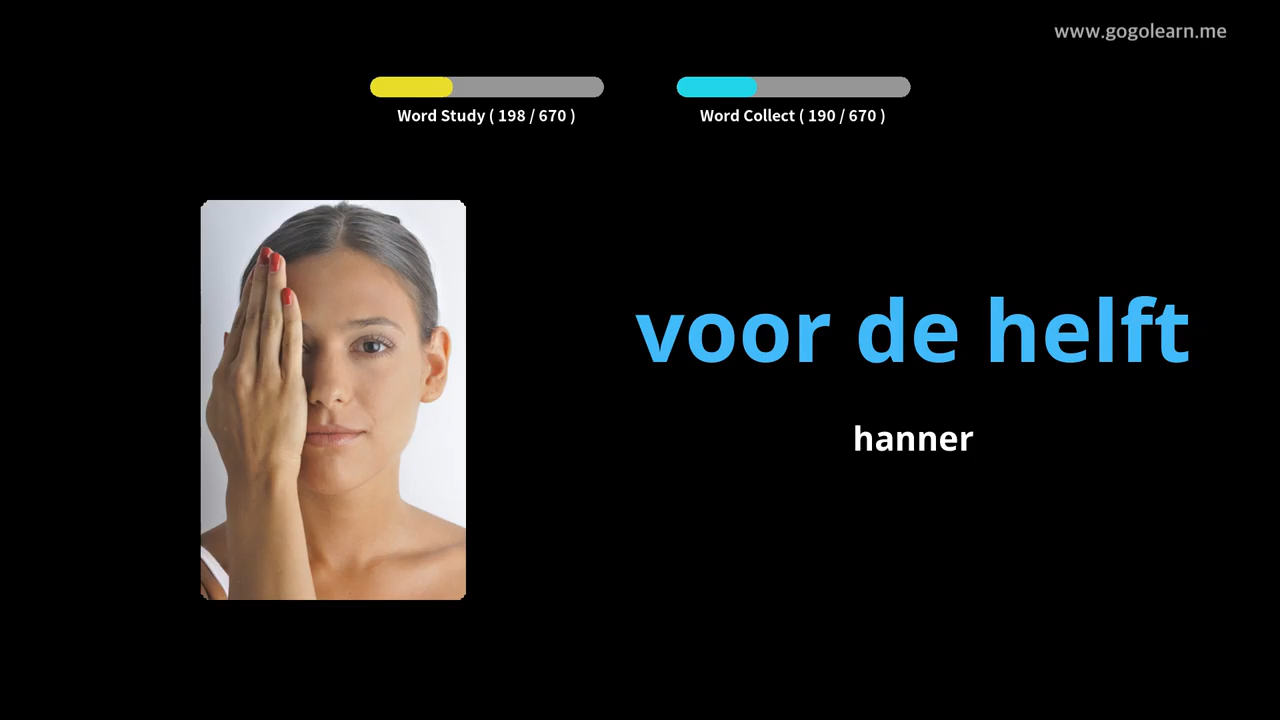 www.gogolearn.me
Word Study ( 198 / 670 )
Word Collect ( 190 / 670 )
voor de helft
hanner